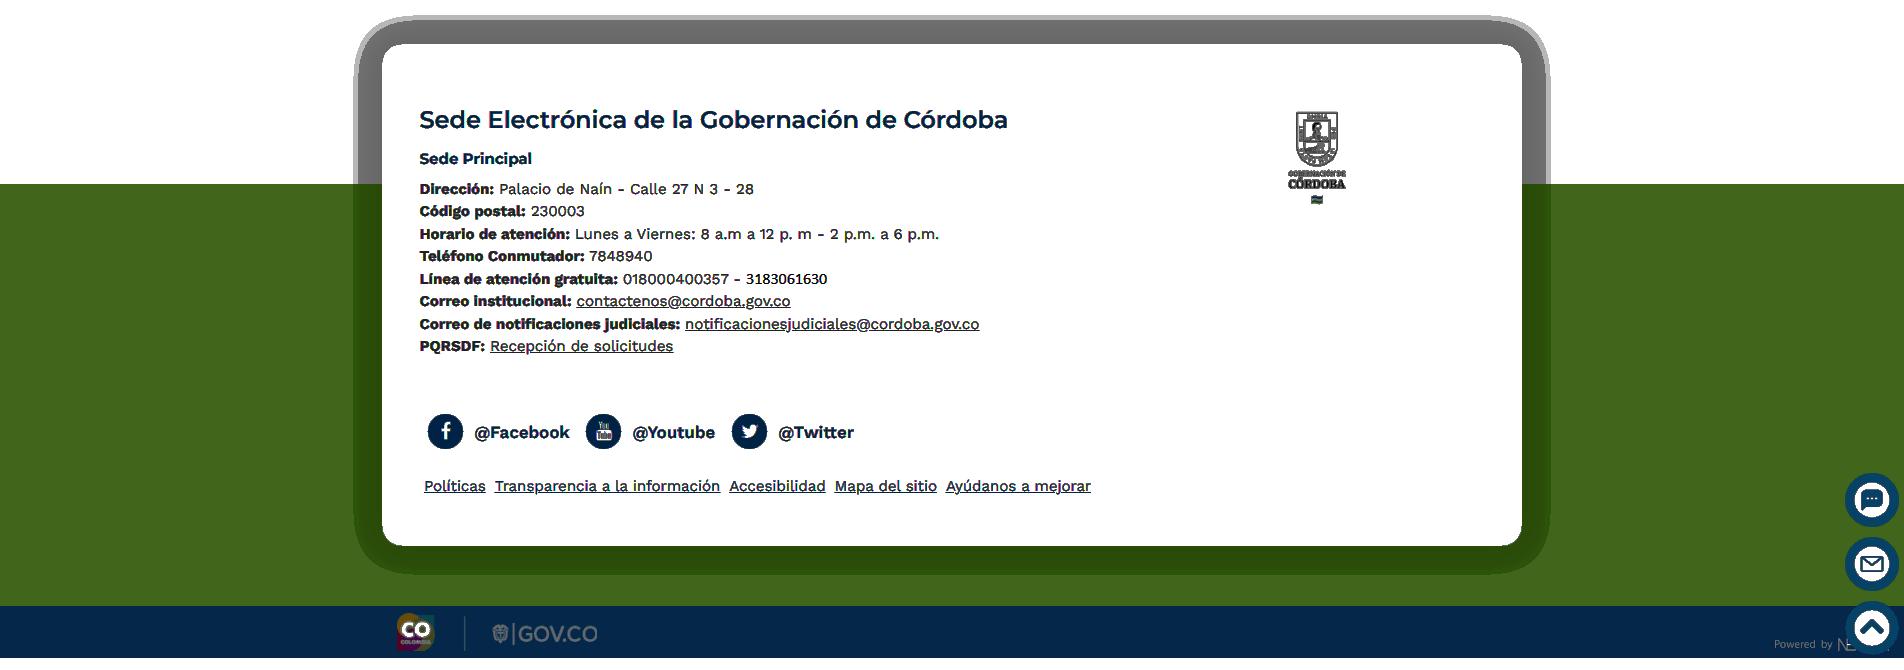 Sede Electrónica de la Gobernación de Córdoba
GOBERNACIÓN DE
CÓRDOBA
Sede Principal
Dirección: Palacio de Naín - Calle 27 N 3 - 28
Código postal: 230003
Horario de atención: Lunes a Viernes: 8 a.m a 12 p. m - 2 p.m. a 6 p.m.
Teléfono Conmutador: 7848940
Línea de atención gratuita: 018000400357 - 3183061630
Correo institucional: contactenos@cordoba.gov.co
Correo de notificaciones judiciales: notificacionesjudiciales@cordoba.gov.co
PQRSDF: Recepción de solicitudes
@Facebook You Tube @Youtube @Twitter
Políticas Transparencia a la información Accesibilidad Mapa del sitio Ayúdanos a mejorar
CO
COLOMBIA
GOV.CO
Powered by